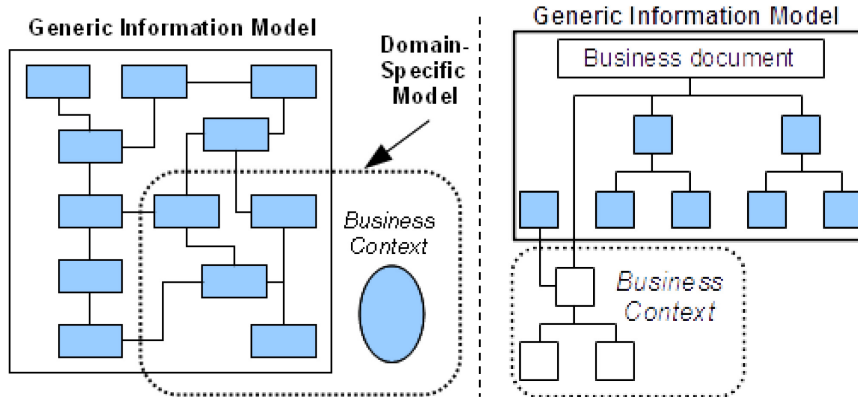 Generic Information Model
Domain-
Specific
Model
Business
Context
Generic Information Model
Business document
Business
Context